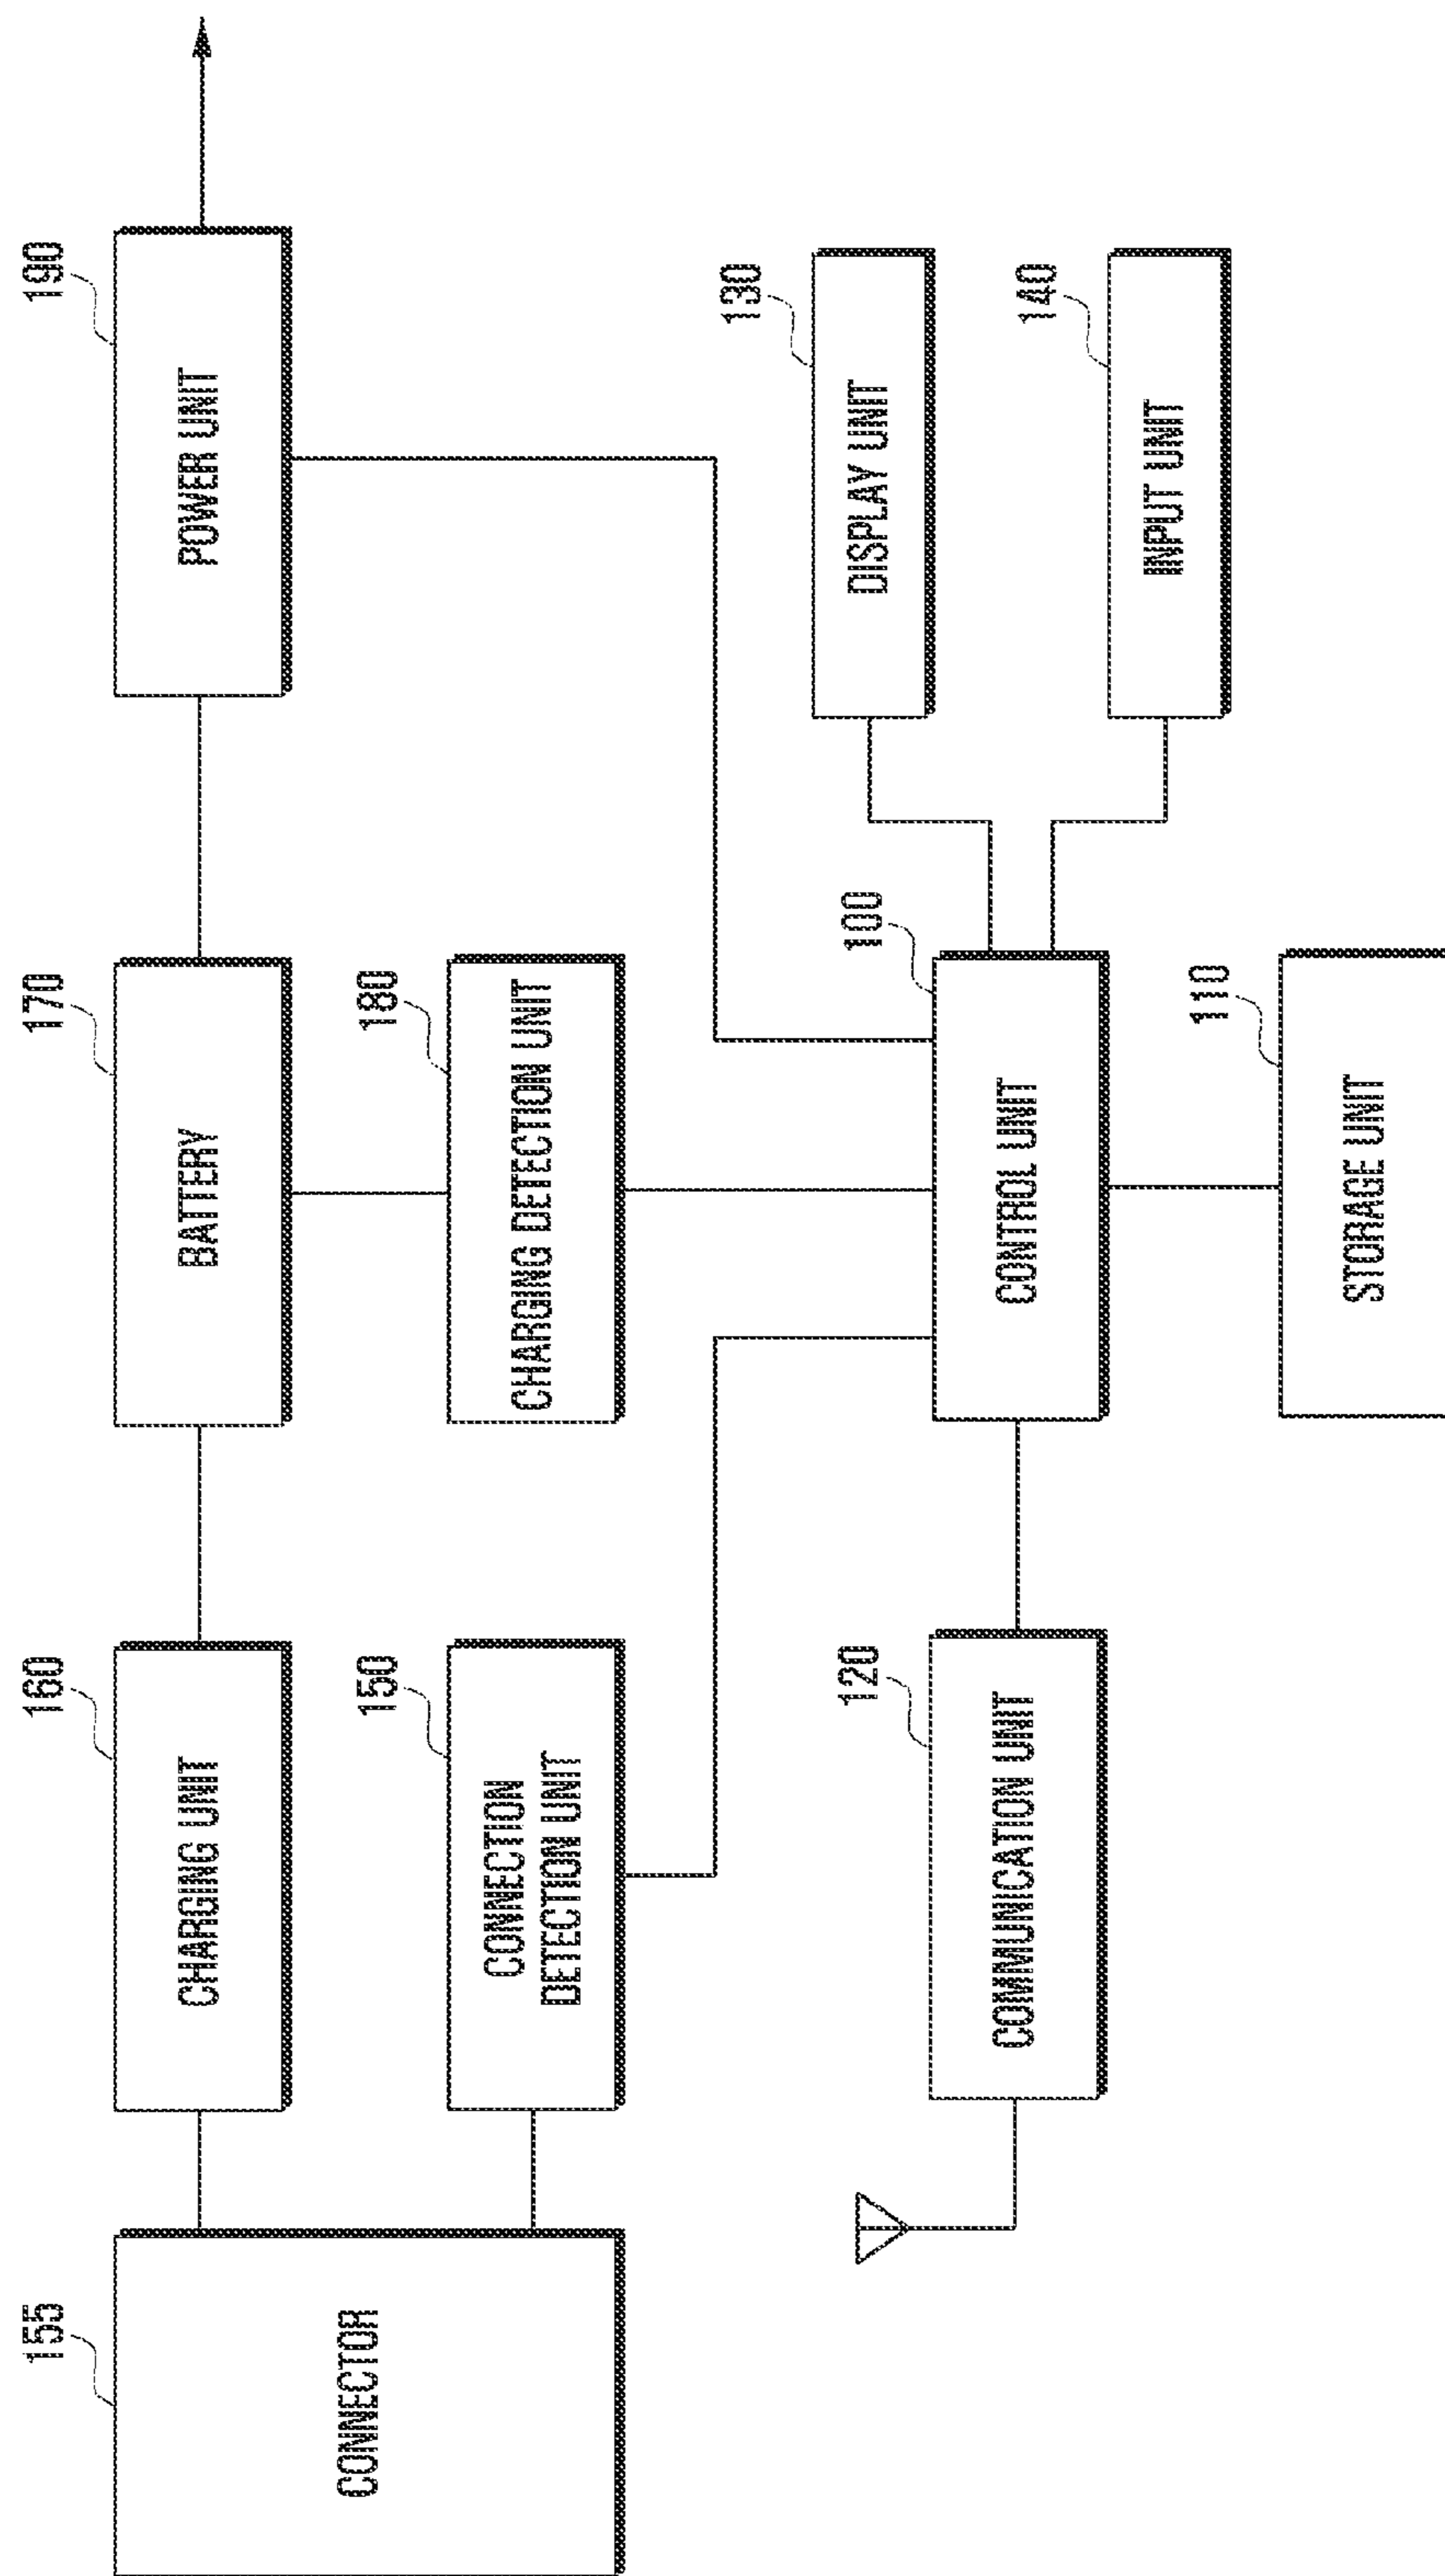 155
CONNECTOR
160
CHARGING UNIT
170
BATTERY
190
POWER UNIT
150
CONNECTION
DETECTION UNIT
180
CHARGING DETECTION UNIT
130
DISPLAY UNIT
120
COMMUNICATION UNIT
100
CONTROL UNIT
140
INPUT UNIT
110
STORAGE UNIT